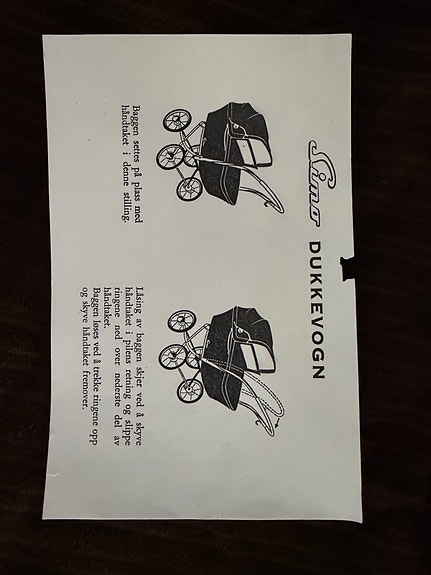 Simo DUKKEVOGN
Baggen settes på plass med
håndtaket i denne stilling.
Låsing av baggen skjer ved å skyve
håndtaket i pilens retning og slippe
ringene ned over nederste del av
håndtaket.
Baggen løses ved å trekke ringene opp
og skyve håndtaket fremover.